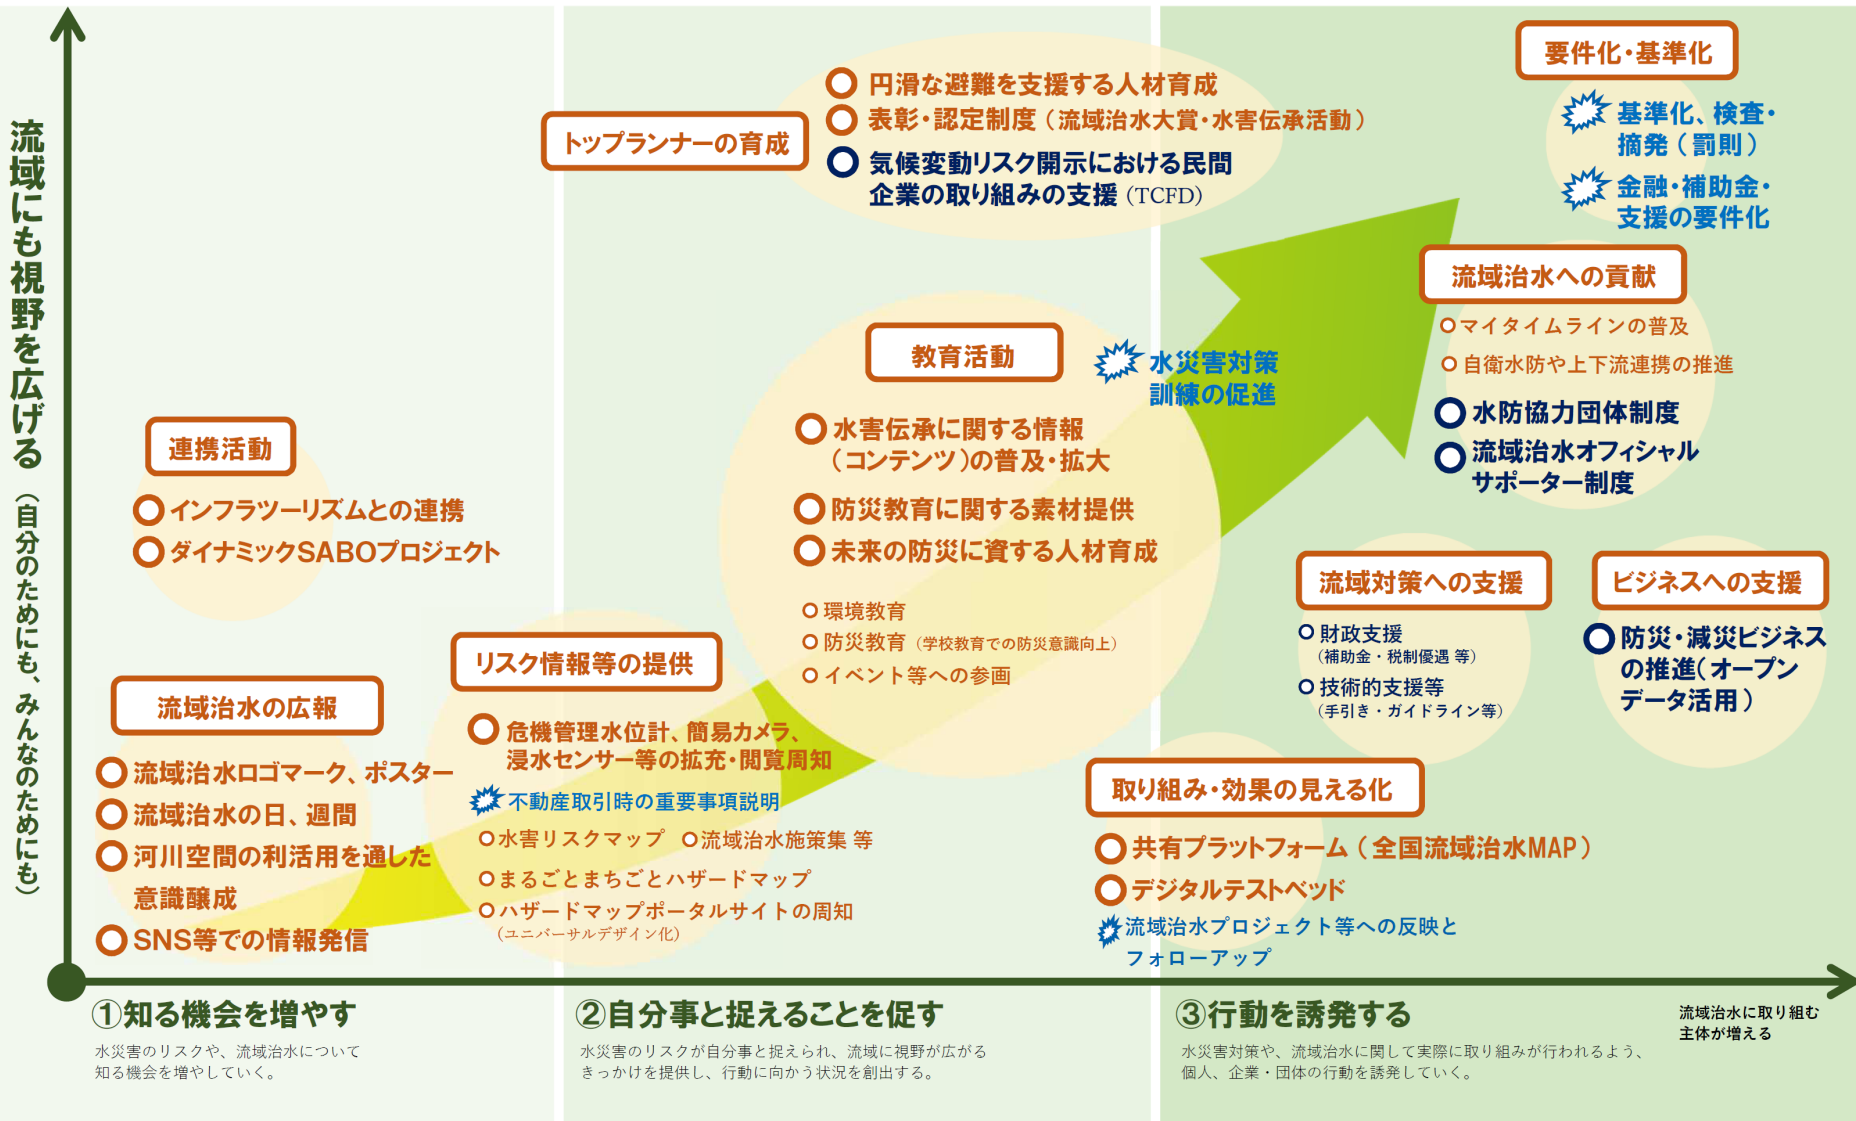 流域にも視野を広げる（自分のためにも、みんなのためにも）
要件化・基準化
基準化、検査・
摘発（罰則）
金融・補助金・
支援の要件化
トップランナーの育成
円滑な避難を支援する人材育成
表彰・認定制度（流域治水大賞・水害伝承活動）
気候変動リスク開示における民間
企業の取り組みの支援（TCFD）
流域治水への貢献
マイタイムラインの普及
自衛水防や上下流連携の推進
水防協力団体制度
流域治水オフィシャル
サポーター制度
教育活動
水災害対策
訓練の促進
水害伝承に関する情報
（コンテンツ）の普及・拡大
防災教育に関する素材提供
未来の防災に資する人材育成
環境教育
防災教育（学校教育での防災意識向上）
イベント等への参画
連携活動
インフラツーリズムとの連携
ダイナミックSABOプロジェクト
流域対策への支援
財政支援
（補助金・税制優遇 等）
技術的支援等
（手引き・ガイドライン等）
ビジネスへの支援
防災・減災ビジネス
の推進（オープン
データ活用）
リスク情報等の提供
危機管理水位計、簡易カメラ、
浸水センサー等の拡充・閲覧周知
不動産取引時の重要事項説明
水害リスクマップ 流域治水施策集 等
まるごとまちごとハザードマップ
ハザードマップポータルサイトの周知
（ユニバーサルデザイン化）
流域治水の広報
流域治水ロゴマーク、ポスター
流域治水の日、週間
河川空間の利活用を通した
意識醸成
SNS等での情報発信
取り組み・効果の見える化
共有プラットフォーム（全国流域治水MAP）
デジタルテストベッド
流域治水プロジェクト等への反映と
フォローアップ
①知る機会を増やす
水災害のリスクや、流域治水について
知る機会を増やしていく。
②自分事と捉えることを促す
水災害のリスクが自分事と捉えられ、流域に視野が広がる
きっかけを提供し、行動に向かう状況を創出する。
③行動を誘発する
水災害対策や、流域治水に関して実際に取り組みが行われるよう、
個人、企業・団体の行動を誘発していく。
流域治水に取り組む
主体が増える